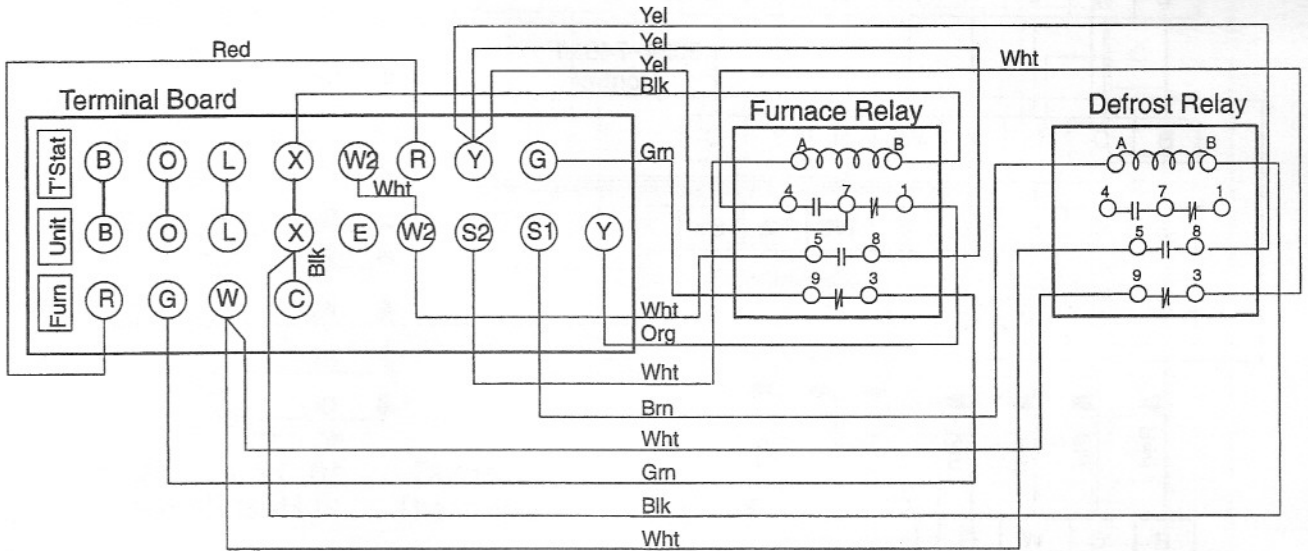 Yel
Yel
Red
Yel
Wht
Blk
Terminal Board
Furnace Relay
Defrost Relay
T'Stat
B O L X W2 R Y G
Grn
A B
A B
Wht
4 7 1
4 7 1
Unit
B O L X E W2 S2 S1 Y
5 8
5 8
Blk
Furn
R G W C
9 3
9 3
Wht
Org
Wht
Brn
Wht
Grn
Blk
Wht